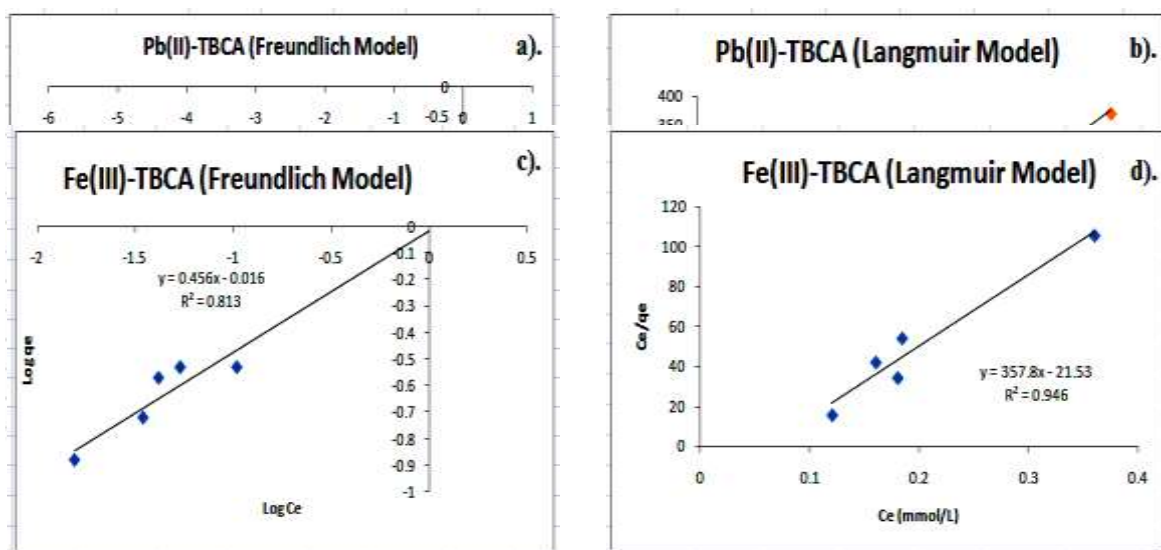 Pb(II)-TBCA (Freundlich Model)
a).
0
-6 -5 -4 -3 -2 -1 0 1
-0.5
Pb(II)-TBCA (Langmuir Model)
b).
400
350
Fe(III)-TBCA (Freundlich Model)
c).
0
-2 -1.5 -1 -0.5 0 0.5
-0.1
-0.2
-0.3
-0.4
-0.5
-0.6
-0.7
-0.8
-0.9
-1
y = 0.456x - 0.016
R² = 0.813
Log qe
Log Ce
Fe(III)-TBCA (Langmuir Model)
d).
120
100
80
60
40
20
0
0 0.1 0.2 0.3 0.4
y = 357.8x - 21.53
R² = 0.946
Ce/qe
Ce (mmol/L)